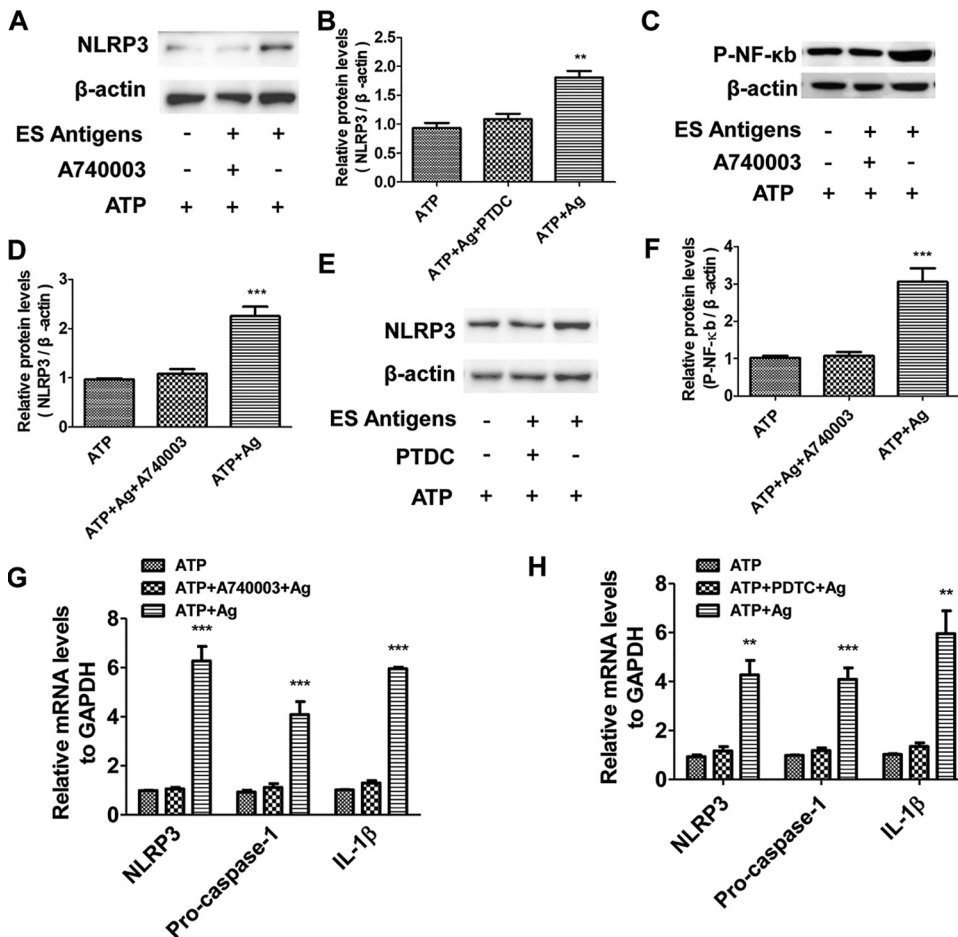 A
NLRP3
β-actin
ES Antigens - + +
A740003 - + -
ATP + + +
B
Relative protein levels
( NLRP3 / β -actin )
2.5
2.0
1.5
1.0
0.5
0.0
**
ATP
ATP+Ag+PTDC
ATP+Ag
C
P-NF-κb
β-actin
ES Antigens - + +
A740003 - + -
ATP + + +
D
Relative protein levels
( NLRP3 / β -actin )
3
2
1
0
***
ATP
ATP+Ag+A740003
ATP+Ag
E
NLRP3
β-actin
ES Antigens - + +
PTDC - + -
ATP + + +
F
Relative protein levels
(P-NF-κb / β -actin)
4
3
2
1
0
***
ATP
ATP+Ag+A740003
ATP+Ag
G
ATP
ATP+A740003+Ag
ATP+Ag
Relative mRNA levels
to GAPDH
8
6
4
2
0
***
***
***
NLRP3
Pro-caspase-1
IL-1β
H
ATP
ATP+PDTC+Ag
ATP+Ag
Relative mRNA levels
to GAPDH
8
6
4
2
0
**
***
**
NLRP3
Pro-caspase-1
IL-1β